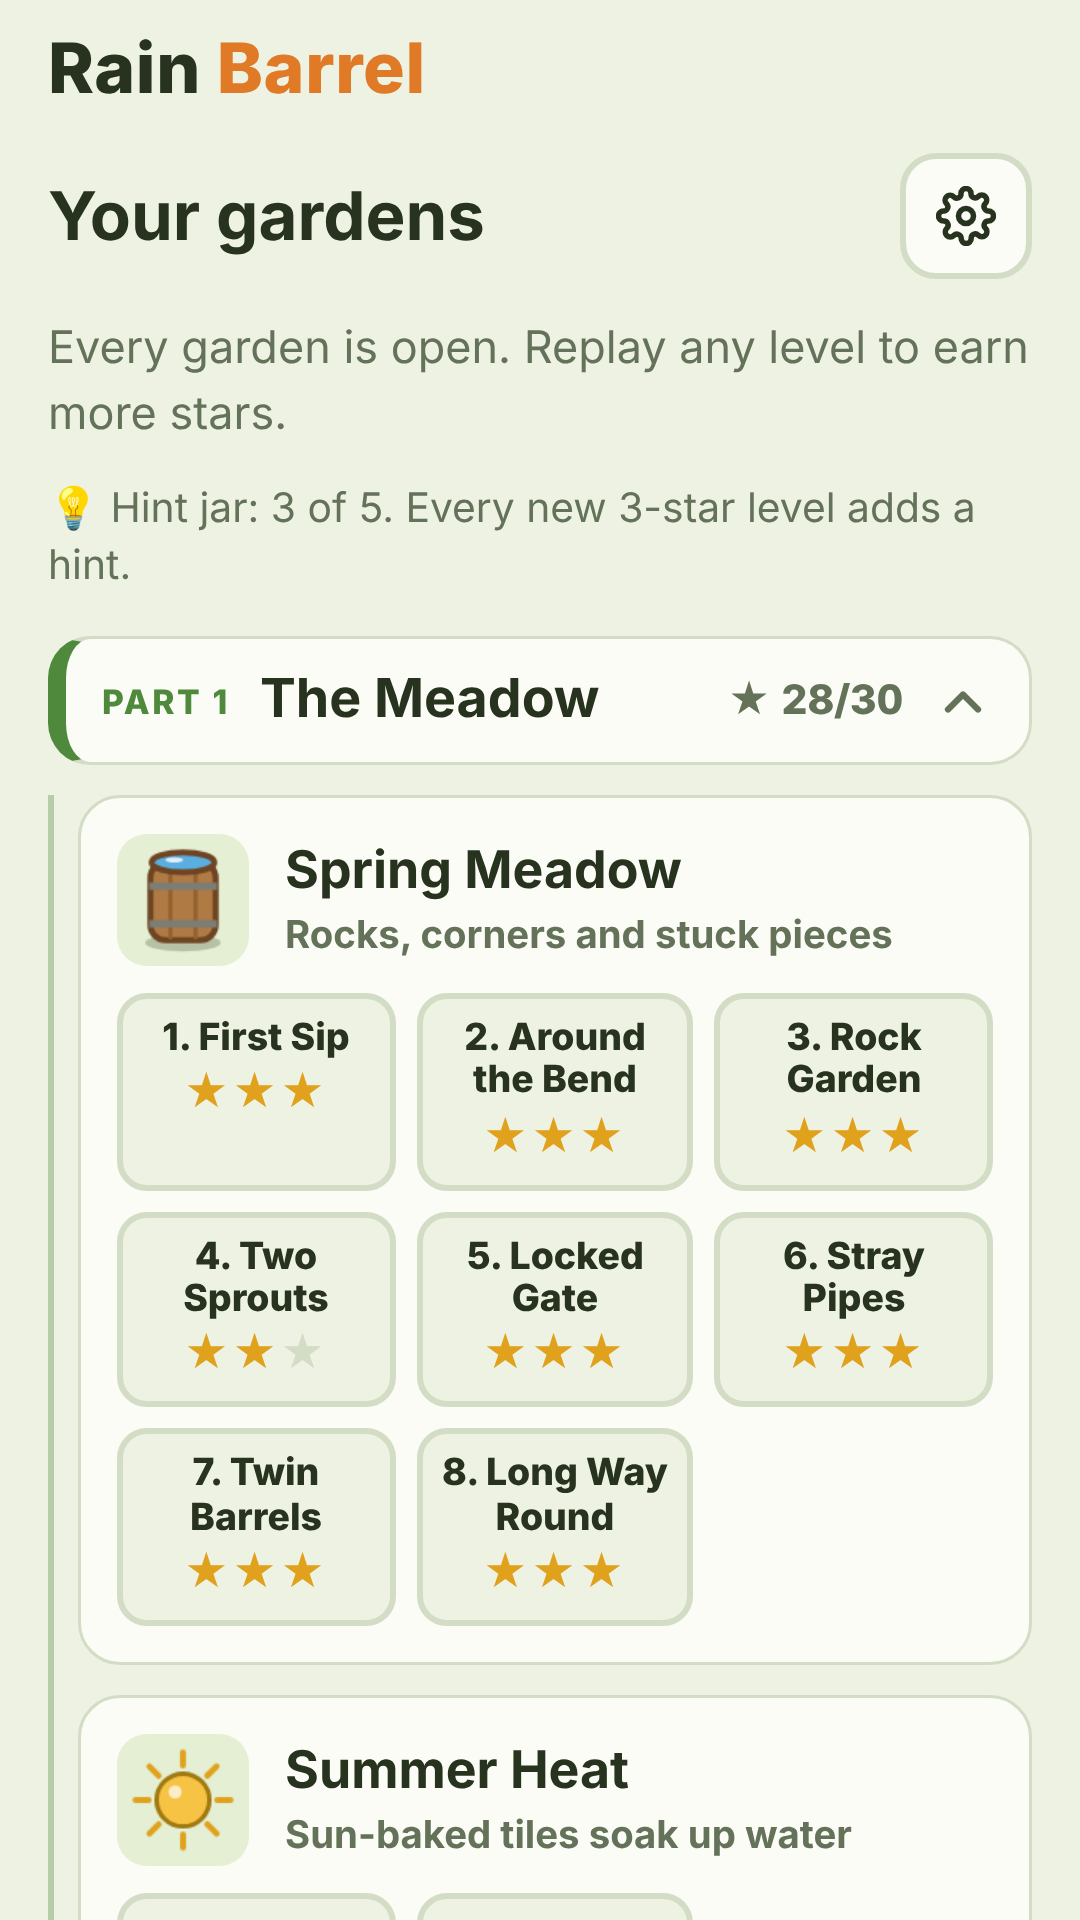 Rain Barrel
Your gardens
Every garden is open. Replay any level to earn
more stars.
💡 Hint jar: 3 of 5. Every new 3-star level adds a
hint.
PART 1 The Meadow ★ 28/30
Spring Meadow
Rocks, corners and stuck pieces
1. First Sip
★★★
2. Around
the Bend
★★★
3. Rock
Garden
★★★
4. Two
Sprouts
★★★
5. Locked
Gate
★★★
6. Stray
Pipes
★★★
7. Twin
Barrels
★★★
8. Long Way
Round
★★★
Summer Heat
Sun-baked tiles soak up water